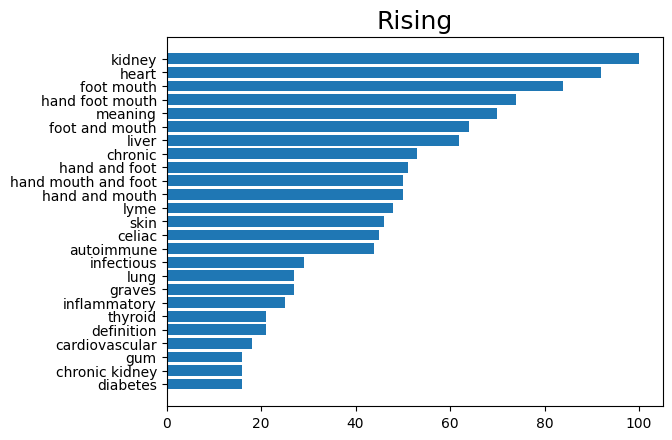 Rising
kidney
heart
foot mouth
hand foot mouth
meaning
foot and mouth
liver
chronic
hand and foot
hand mouth and foot
hand and mouth
lyme
skin
celiac
autoimmune
infectious
lung
graves
inflammatory
thyroid
definition
cardiovascular
gum
chronic kidney
diabetes
0 20 40 60 80 100